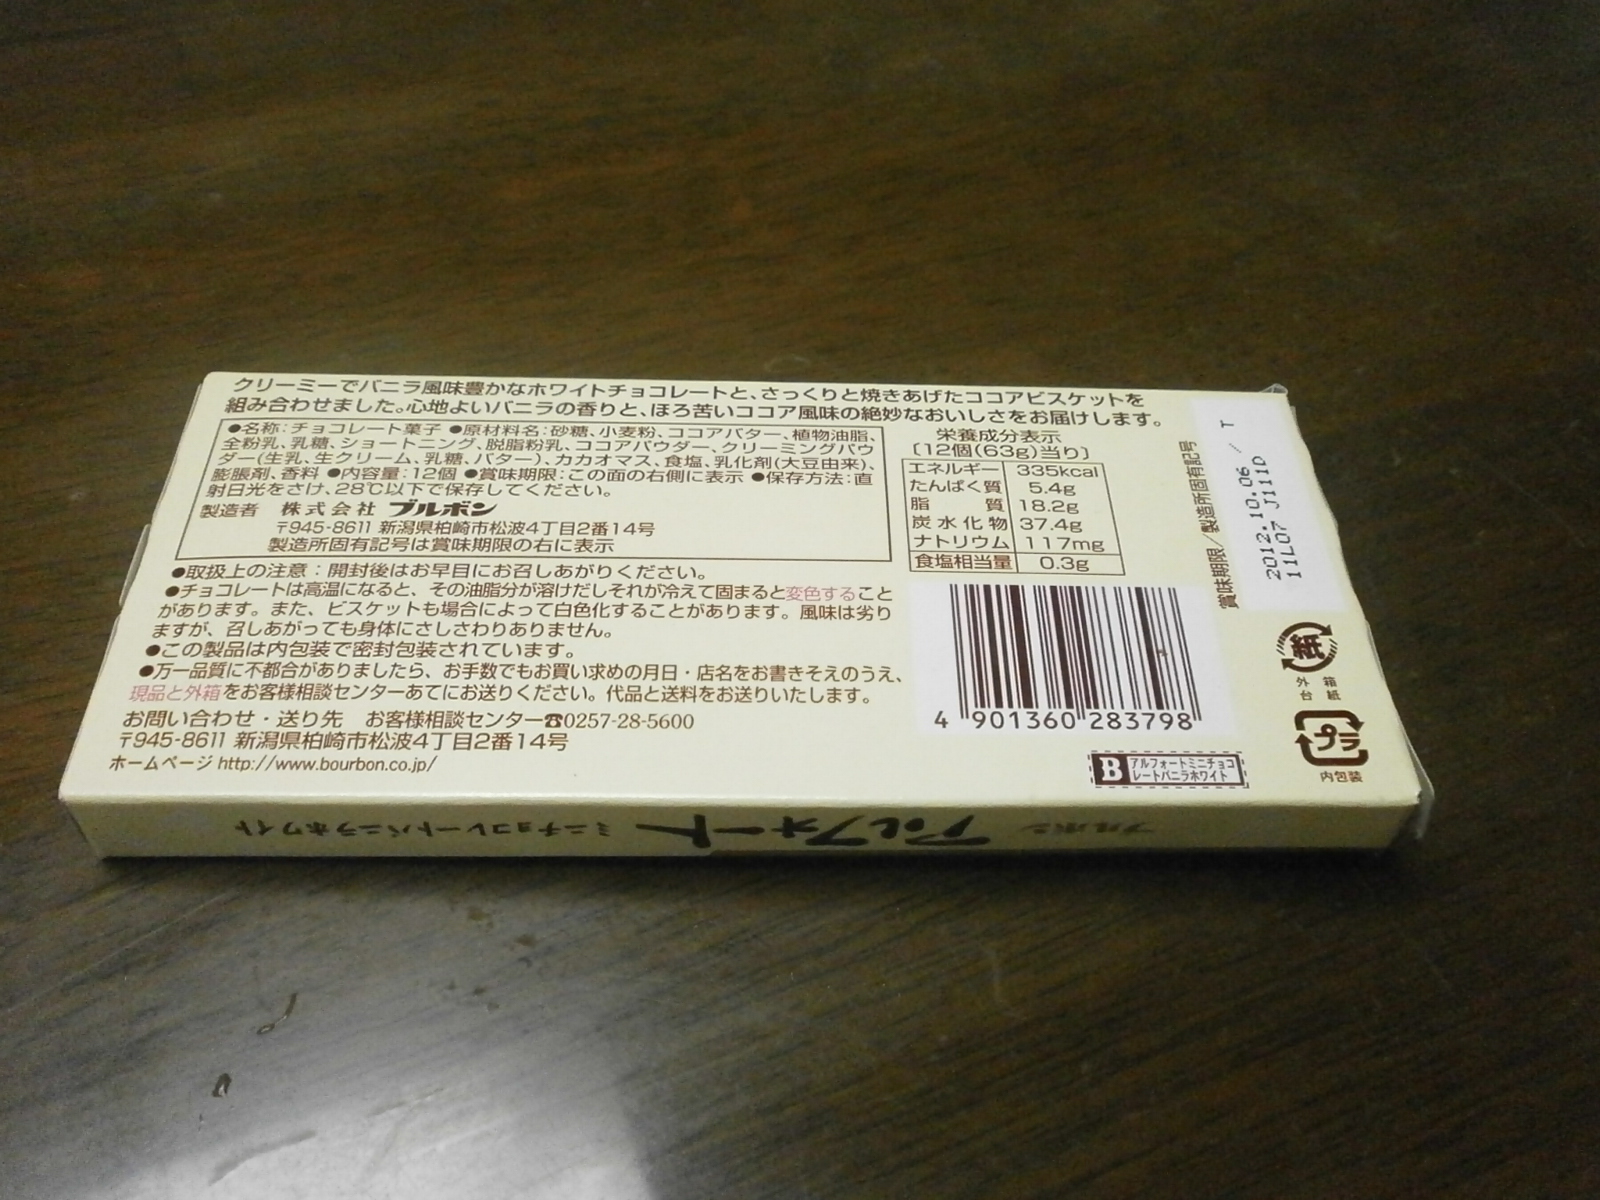 クリーミーでバニラ風味豊かなホワイトチョコレートと、さっくりと焼きあげたココアビスケットを
組み合わせました。心地よいバニラの香りと、ほろ苦いココア風味の絶妙なおいしさをお届けします。
●名称:チョコレート菓子 ●原材料名:砂糖、小麦粉、ココアバター、植物油脂、
全粉乳、乳糖、ショートニング、脱脂粉乳、ココアパウダー、クリーミングパウ
ダー(生乳、生クリーム、乳糖、バター)、カカオマス、食塩、乳化剤(大豆由来)、
膨脹剤、香料 ●内容量:12個 ●賞味期限:この面の右側に表示 ●保存方法:直
射日光をさけ、28℃以下で保存してください。
製造者 株式会社 ブルボン
〒945-8611 新潟県柏崎市松波4丁目2番14号
製造所固有記号は賞味期限の右に表示
●取扱上の注意:開封後はお早目にお召しあがりください。
●チョコレートは高温になると、その油脂分が溶けだしそれが冷えて固まると変色すること
があります。また、ビスケットも場合によって白色化することがあります。風味は劣り
ますが、召しあがっても身体にさしさわりありません。
●この製品は内包装で密封包装されています。
●万一品質に不都合がありましたら、お手数でもお買い求めの月日・店名をお書きそえのうえ、
現品と外箱をお客様相談センターあてにお送りください。代品と送料をお送りいたします。
お問い合わせ・送り先 お客様相談センター☎0257-28-5600
〒945-8611 新潟県柏崎市松波4丁目2番14号
ホームページ http://www.bourbon.co.jp/
栄養成分表示
〔12個(63g)当り〕
エネルギー 335kcal
たんぱく質 5.4g
脂質 18.2g
炭水化物 37.4g
ナトリウム 117mg
食塩相当量 0.3g
4 901360 283798
B アルフォートミニチョコ
レートバニラホワイト
賞味期限/製造所固有記号
2012.10.06 / T
11L07 J111D
紙
外箱
台紙
プラ
内包装
ブルボン アルフォート ミニチョコレートバニラホワイト